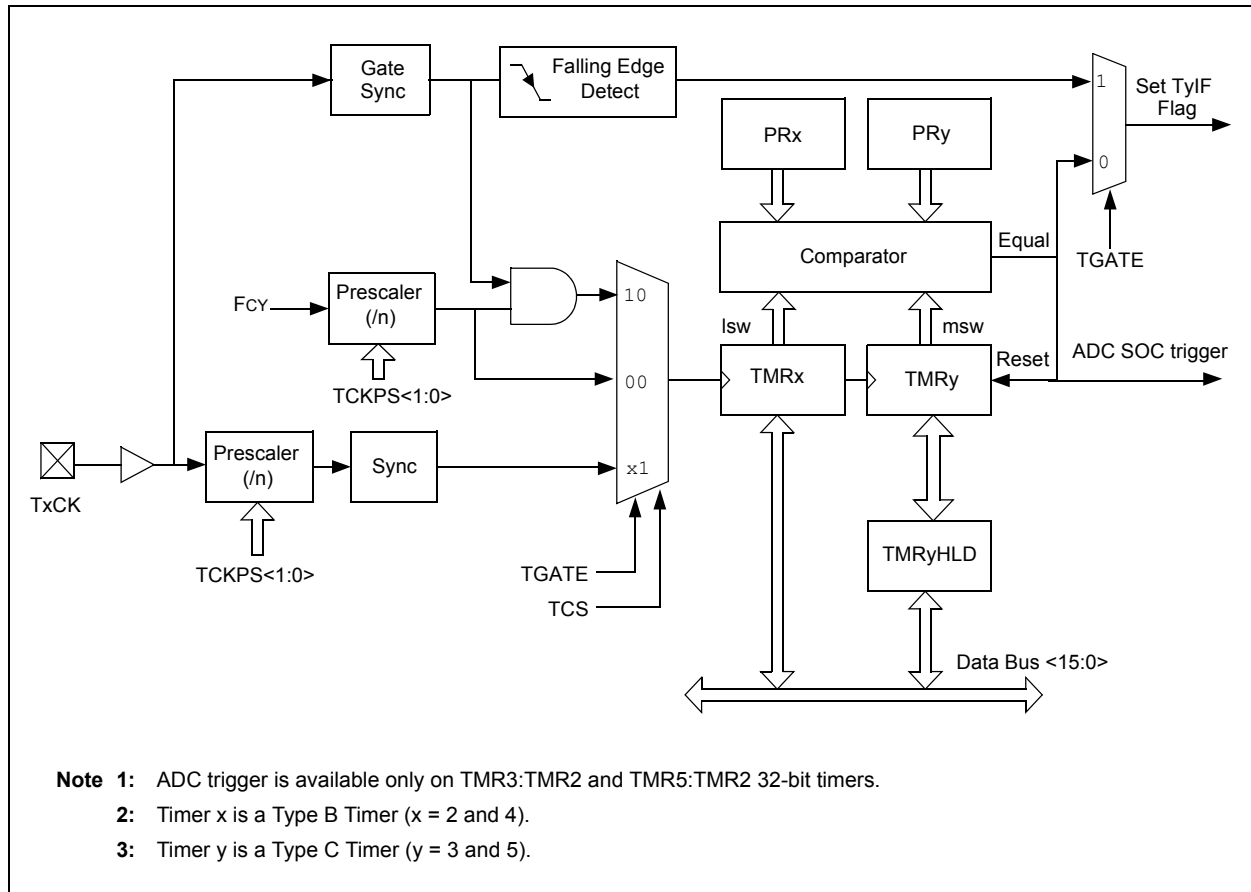 Gate
Sync
Falling Edge
Detect
1
Set TyIF
Flag
PRx
PRy
0
Comparator
Equal
TGATE
FCY
Prescaler
(/n)
10
lsw
msw
TCKPS<1:0>
00
TMRx
TMRy
Reset
ADC SOC trigger
TxCK
Prescaler
(/n)
Sync
x1
TCKPS<1:0>
TGATE
TCS
TMRyHLD
Data Bus <15:0>
Note 1: ADC trigger is available only on TMR3:TMR2 and TMR5:TMR2 32-bit timers.
2: Timer x is a Type B Timer (x = 2 and 4).
3: Timer y is a Type C Timer (y = 3 and 5).